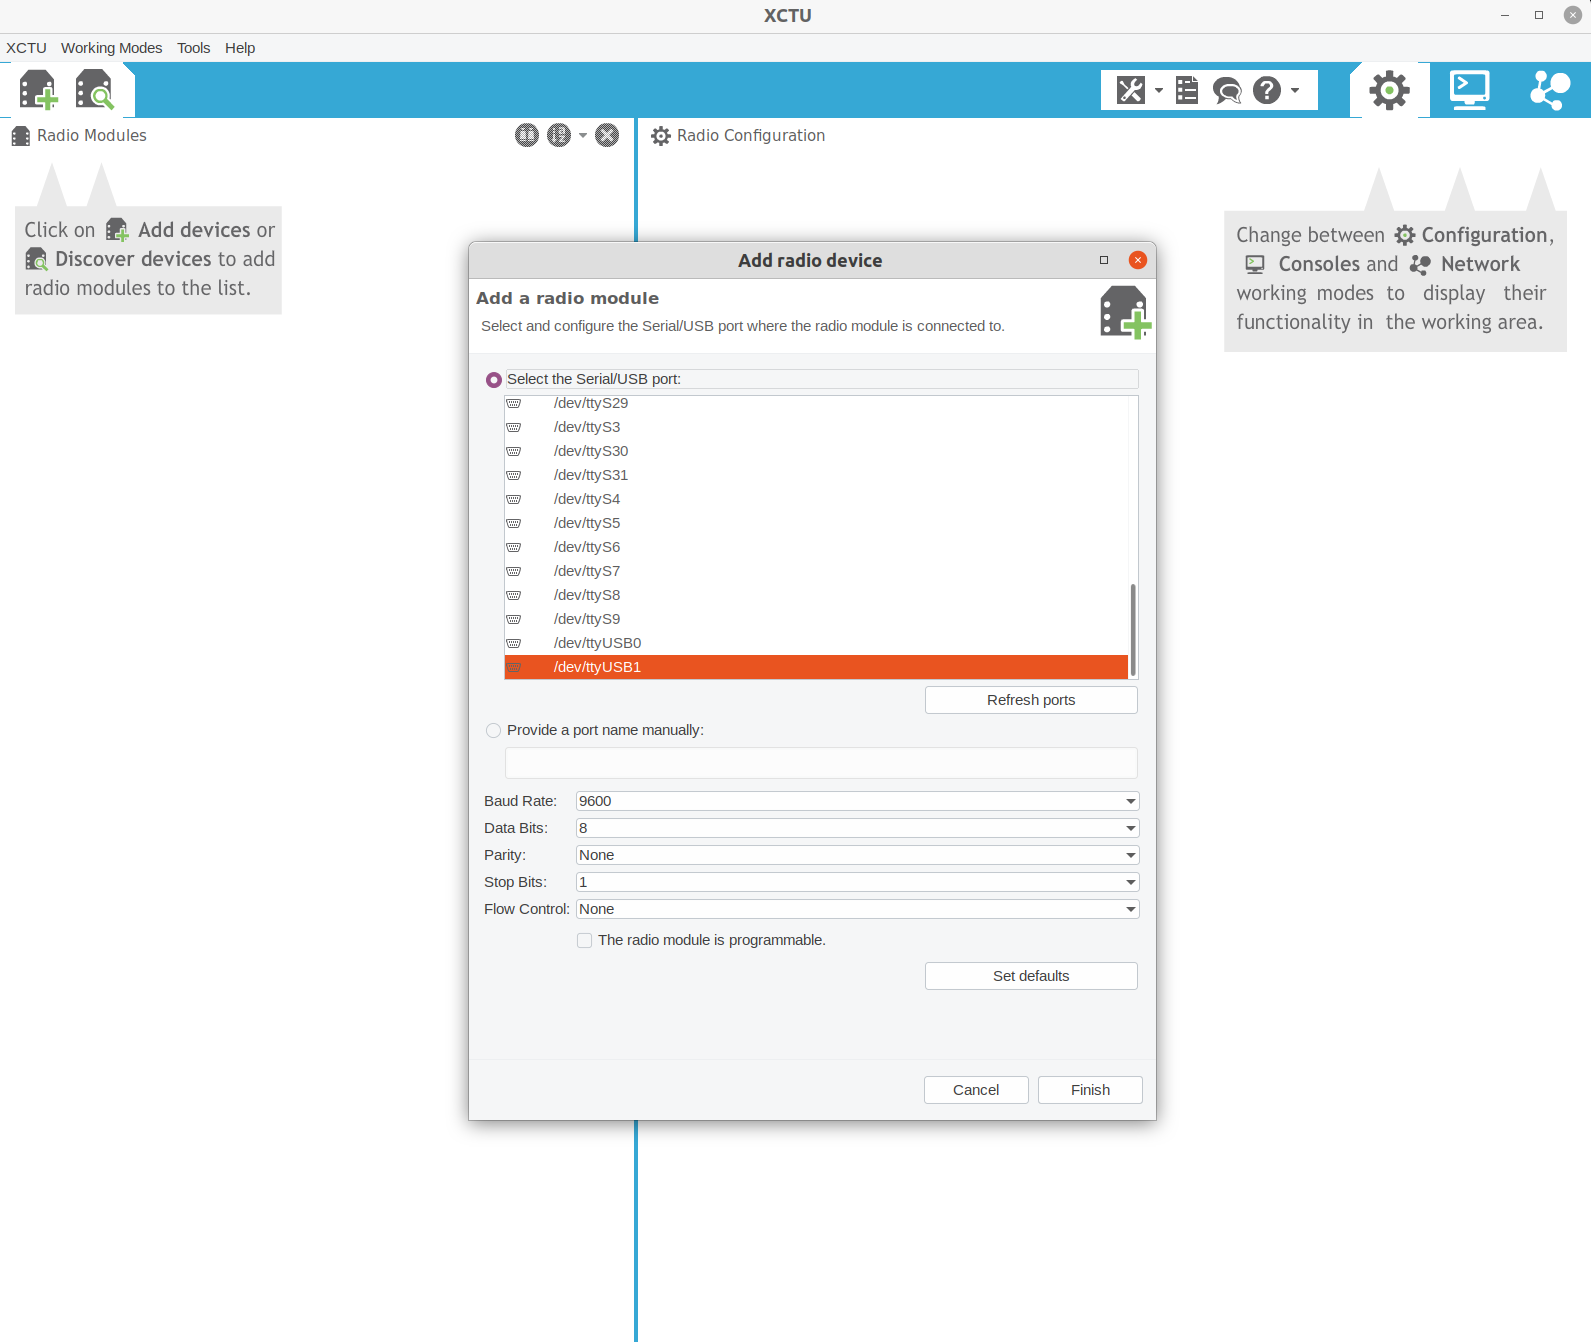 XCTU
XCTU Working Modes Tools Help
Radio Modules
Radio Configuration
Click on Add devices or
Discover devices to add
radio modules to the list.
Change between Configuration,
Consoles and Network
working modes to display their
functionality in the working area.
Add radio device
Add a radio module
Select and configure the Serial/USB port where the radio module is connected to.
Select the Serial/USB port:
/dev/ttyS29
/dev/ttyS3
/dev/ttyS30
/dev/ttyS31
/dev/ttyS4
/dev/ttyS5
/dev/ttyS6
/dev/ttyS7
/dev/ttyS8
/dev/ttyS9
/dev/ttyUSB0
/dev/ttyUSB1
Refresh ports
Provide a port name manually:
Baud Rate: 9600
Data Bits: 8
Parity: None
Stop Bits: 1
Flow Control: None
The radio module is programmable.
Set defaults
Cancel Finish